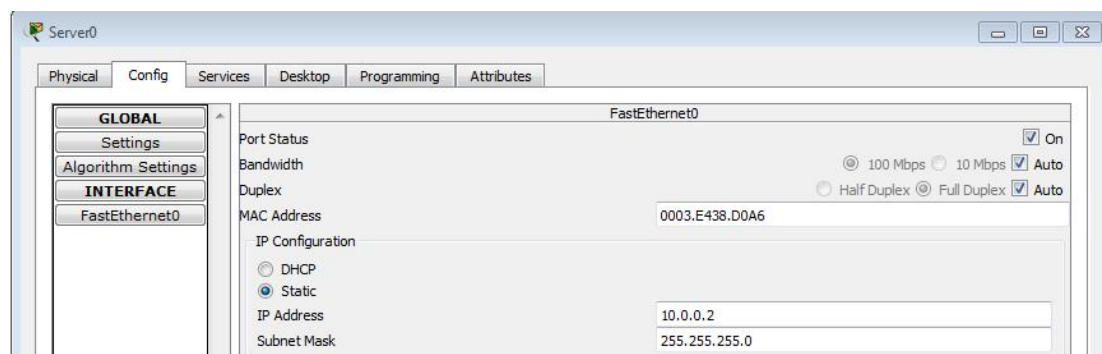 Server0
Physical Config Services Desktop Programming Attributes
GLOBAL
Settings
Algorithm Settings
INTERFACE
FastEthernet0
FastEthernet0
Port Status On
Bandwidth 100 Mbps 10 Mbps Auto
Duplex Half Duplex Full Duplex Auto
MAC Address 0003.E438.D0A6
IP Configuration
DHCP
Static
IP Address 10.0.0.2
Subnet Mask 255.255.255.0